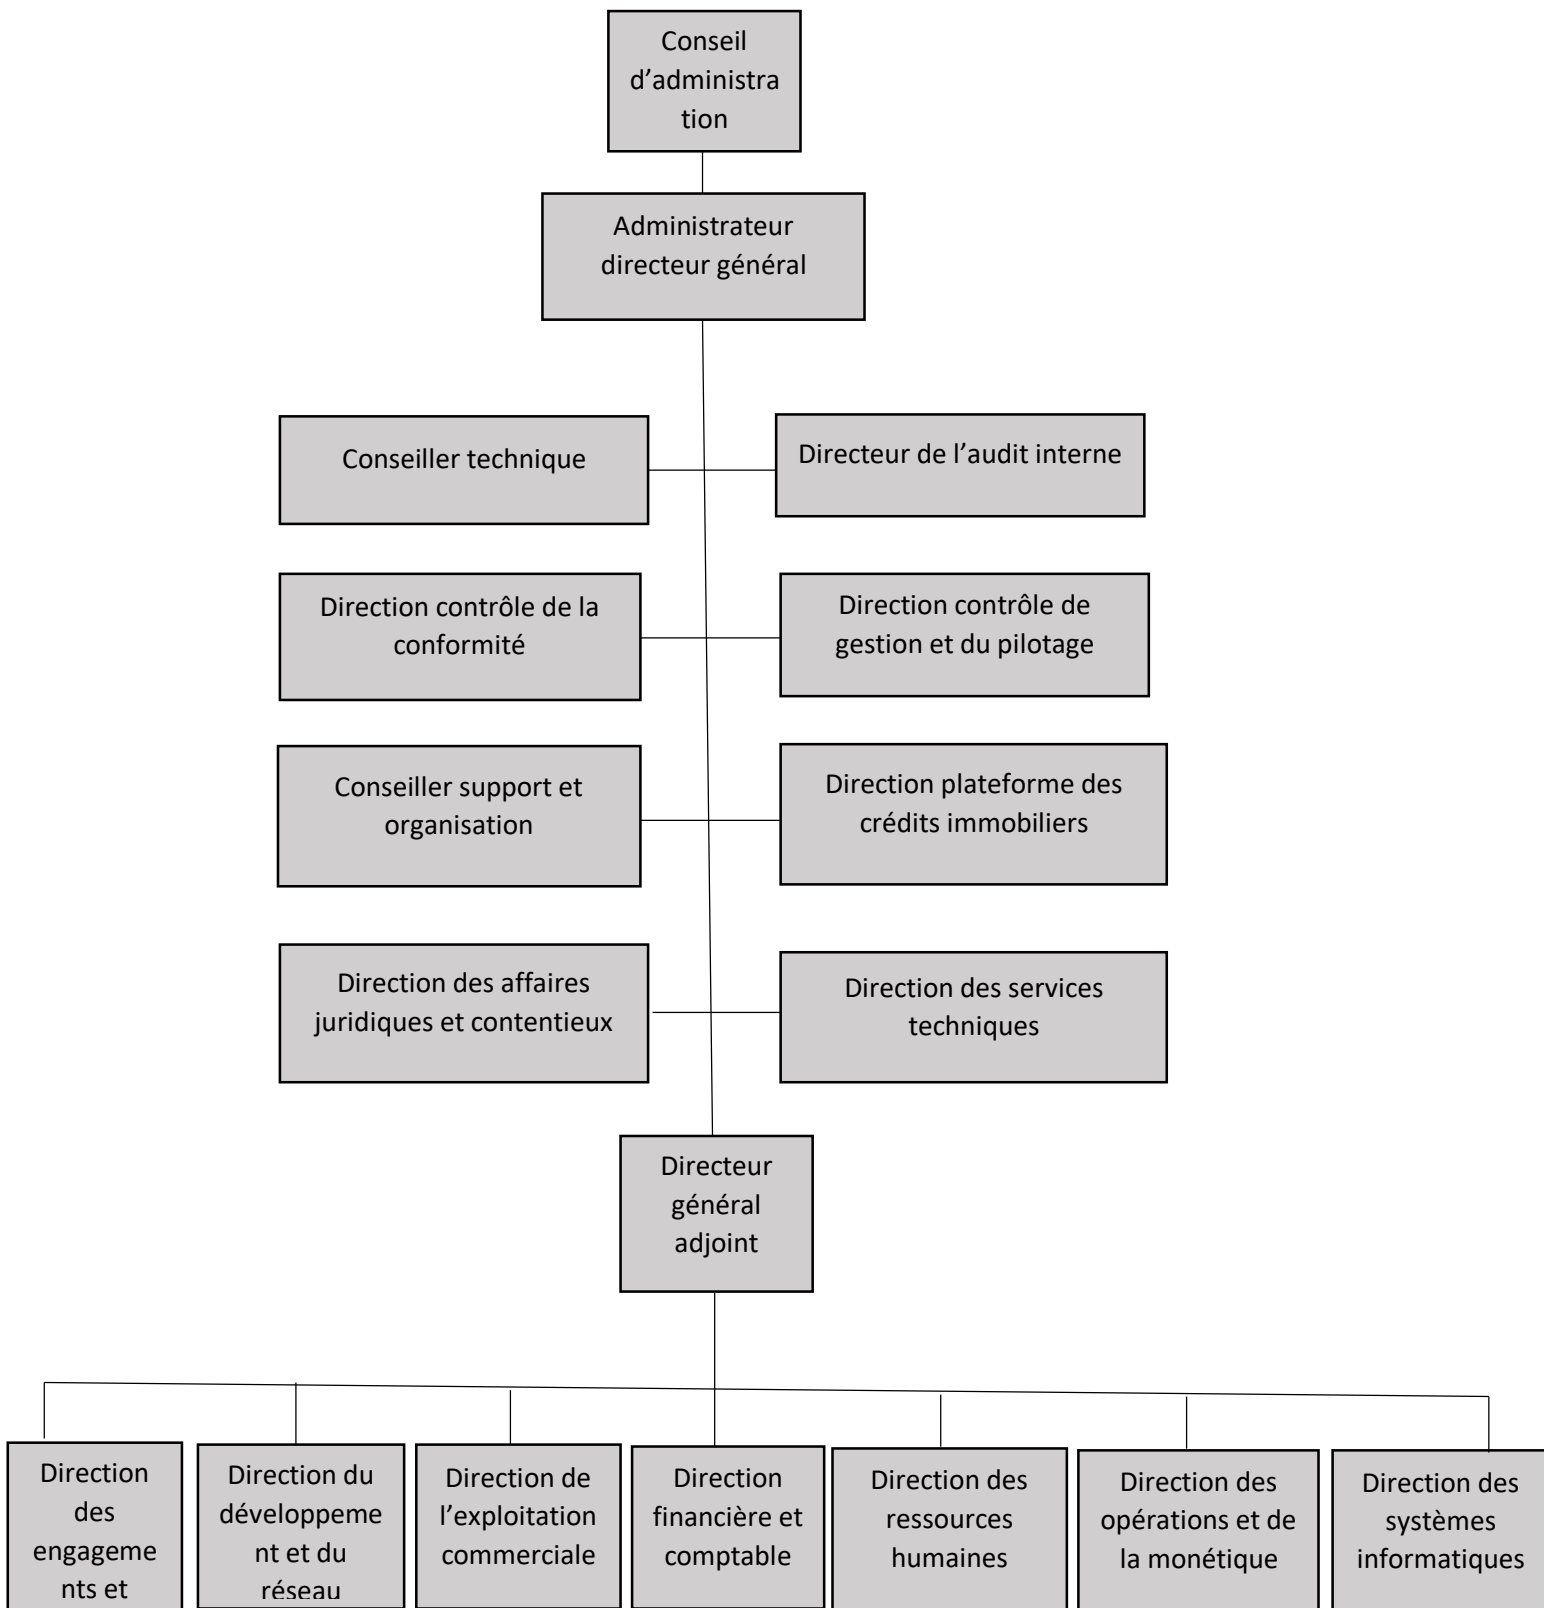 Conseil
d’administra
tion
Administrateur
directeur général
Conseiller technique
Directeur de l’audit interne
Direction contrôle de la
conformité
Direction contrôle de
gestion et du pilotage
Conseiller support et
organisation
Direction plateforme des
crédits immobiliers
Direction des affaires
juridiques et contentieux
Direction des services
techniques
Directeur
général
adjoint
Direction
des
engageme
nts et
Direction du
développeme
nt et du
réseau
Direction de
l’exploitation
commerciale
Direction
financière et
comptable
Direction des
ressources
humaines
Direction des
opérations et de
la monétique
Direction des
systèmes
informatiques